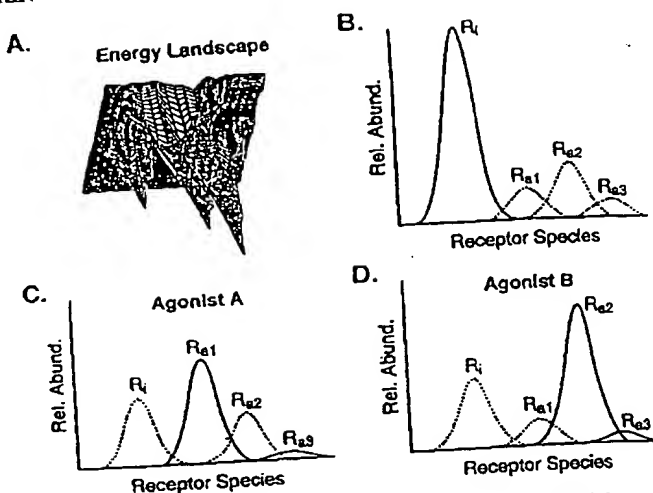 A.
Energy Landscape
B.
Rel. Abund.
Ri
Ra1
Ra2
Ra3
Receptor Species
C.
Agonist A
Rel. Abund.
Ri
Ra1
Ra2
Ra3
Receptor Species
D.
Agonist B
Rel. Abund.
Ri
Ra1
Ra2
Ra3
Receptor Species